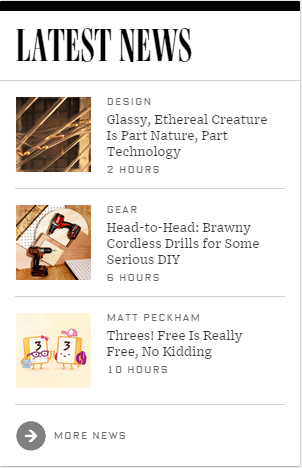 LATEST NEWS
DESIGN
Glassy, Ethereal Creature
Is Part Nature, Part
Technology
2 HOURS
GEAR
Head-to-Head: Brawny
Cordless Drills for Some
Serious DIY
6 HOURS
3
3
MATT PECKHAM
Threes! Free Is Really
Free, No Kidding
10 HOURS
MORE NEWS